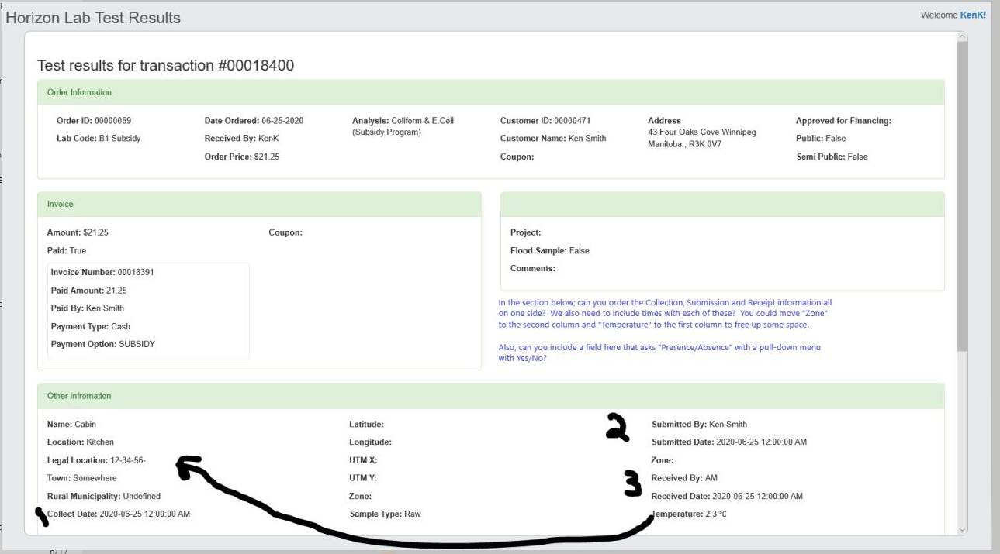 Horizon Lab Test Results
Welcome KenK!
Test results for transaction #00018400
Order Information
Order ID: 00000059
Lab Code: B1 Subsidy
Date Ordered: 06-25-2020
Received By: KenK
Order Price: $21.25
Analysis: Coliform & E.Coli
(Subsidy Program)
Customer ID: 00000471
Customer Name: Ken Smith
Coupon:
Address
43 Four Oaks Cove Winnipeg
Manitoba , R3K 0V7
Approved for Financing:
Public: False
Semi Public: False
Invoice
Amount: $21.25
Paid: True
Coupon:
Invoice Number: 00018391
Paid Amount: 21.25
Paid By: Ken Smith
Payment Type: Cash
Payment Option: SUBSIDY
Project:
Flood Sample: False
Comments:
In the section below; can you order the Collection, Submission and Receipt information all
on one side? We also need to include times with each of these? You could move "Zone"
to the second column and "Temperature" to the first column to free up some space.
Also, can you include a field here that asks "Presence/Absence" with a pull-down menu
with Yes/No?
Other Infromation
Name: Cabin
Location: Kitchen
Legal Location: 12-34-56-
Town: Somewhere
Rural Municipality: Undefined
1
Collect Date: 2020-06-25 12:00:00 AM
Latitude:
Longitude:
UTM X:
UTM Y:
Zone:
Sample Type: Raw
2
Submitted By: Ken Smith
Submitted Date: 2020-06-25 12:00:00 AM
Zone:
3
Received By: AM
Received Date: 2020-06-25 12:00:00 AM
Temperature: 2.3 °C